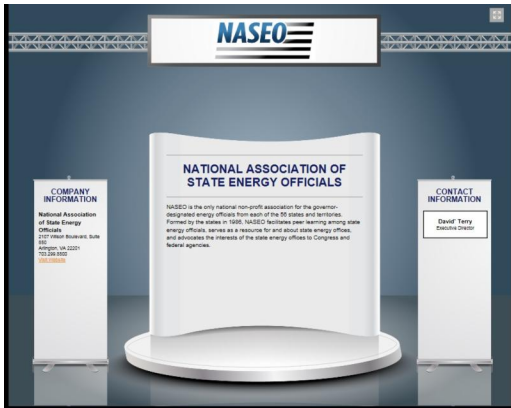 NASEO
NATIONAL ASSOCIATION OF
STATE ENERGY OFFICIALS
NASEO is the only national non-profit association for the governor-
designated energy officials from each of the 56 states and territories.
Formed by the states in 1986, NASEO facilitates peer learning among state
energy officials, serves as a resource for and about state energy offices,
and advocates the interests of the state energy offices to Congress and
federal agencies.
COMPANY
INFORMATION
National Association
of State Energy
Officials
2107 Wilson Boulevard, Suite
850
Arlington, VA 22201
703.299.8800
Visit Website
CONTACT
INFORMATION
David' Terry
Executive Director